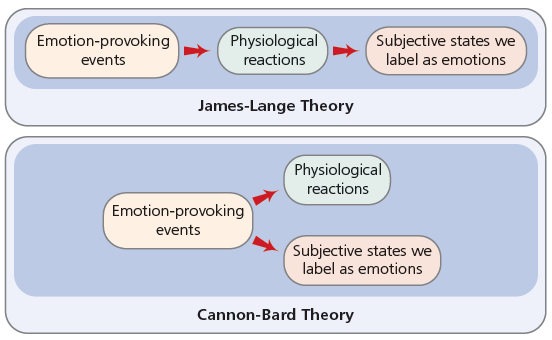 Emotion-provoking
events
Physiological
reactions
Subjective states we
label as emotions
James-Lange Theory
Emotion-provoking
events
Physiological
reactions
Subjective states we
label as emotions
Cannon-Bard Theory